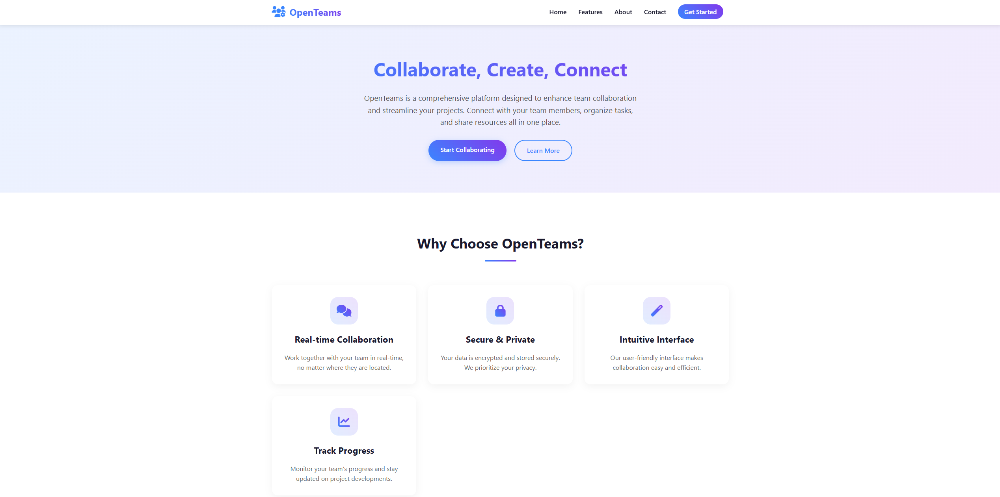 OpenTeams
Home
Features
About
Contact
Get Started
Collaborate, Create, Connect
OpenTeams is a comprehensive platform designed to enhance team collaboration
and streamline your projects. Connect with your team members, organize tasks,
and share resources all in one place.
Start Collaborating
Learn More
Why Choose OpenTeams?
Real-time Collaboration
Work together with your team in real-time,
no matter where they are located.
Secure & Private
Your data is encrypted and stored securely.
We prioritize your privacy.
Intuitive Interface
Our user-friendly interface makes
collaboration easy and efficient.
Track Progress
Monitor your team's progress and stay
updated on project developments.